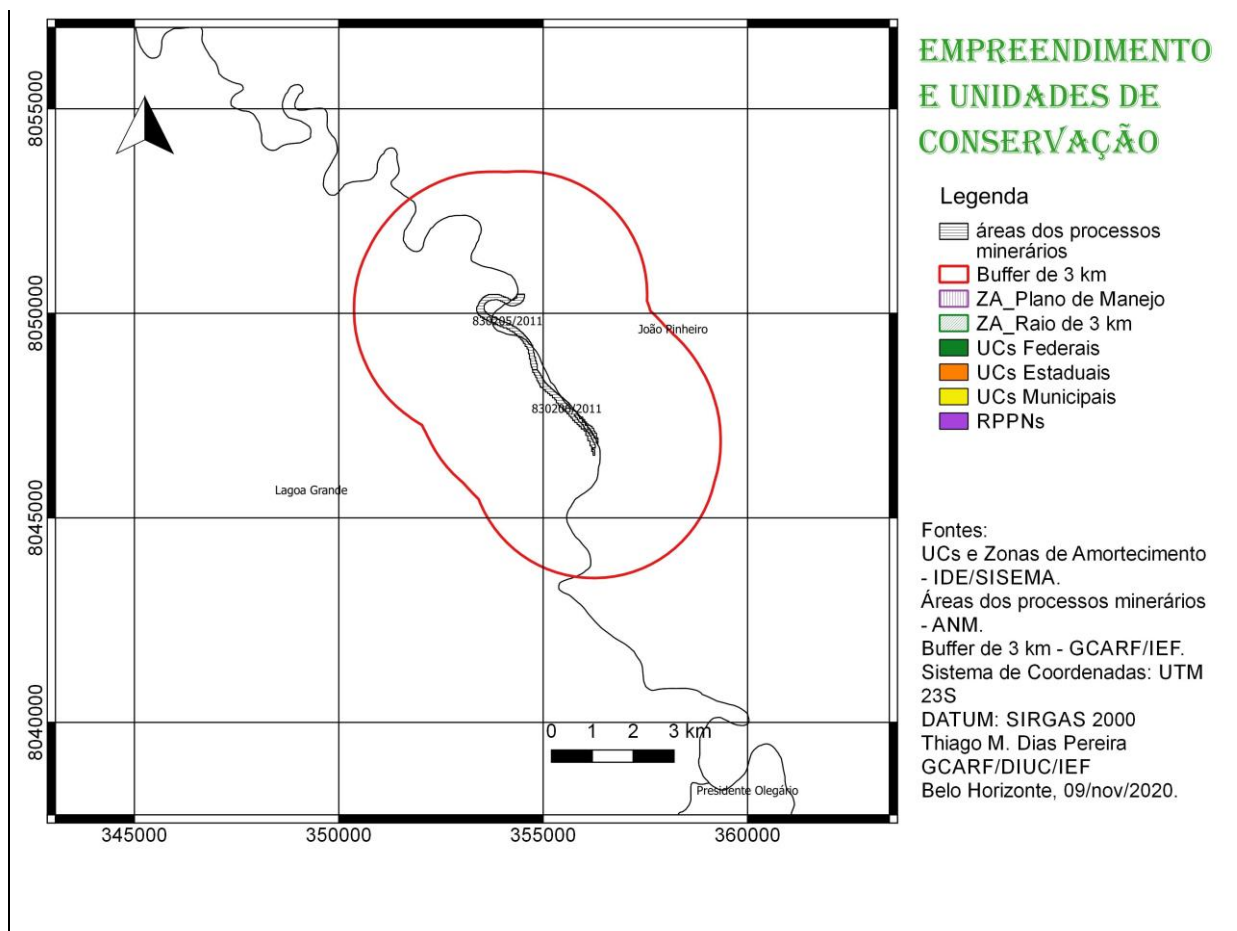 EMPREENDIMENTO
E UNIDADES DE
CONSERVAÇÃO
Legenda
áreas dos processos
minerários
Buffer de 3 km
ZA_Plano de Manejo
ZA_Raio de 3 km
UCs Federais
UCs Estaduais
UCs Municipais
RPPNs
Fontes:
UCs e Zonas de Amortecimento
- IDE/SISEMA.
Áreas dos processos minerários
- ANM.
Buffer de 3 km - GCARF/IEF.
Sistema de Coordenadas: UTM
23S
DATUM: SIRGAS 2000
Thiago M. Dias Pereira
GCARF/DIUC/IEF
Belo Horizonte, 09/nov/2020.
8055000
8050000
8045000
8040000
830205/2011
João Pinheiro
830206/2011
Lagoa Grande
0 1 2 3 km
Presidente Olegário
345000 350000 355000 360000